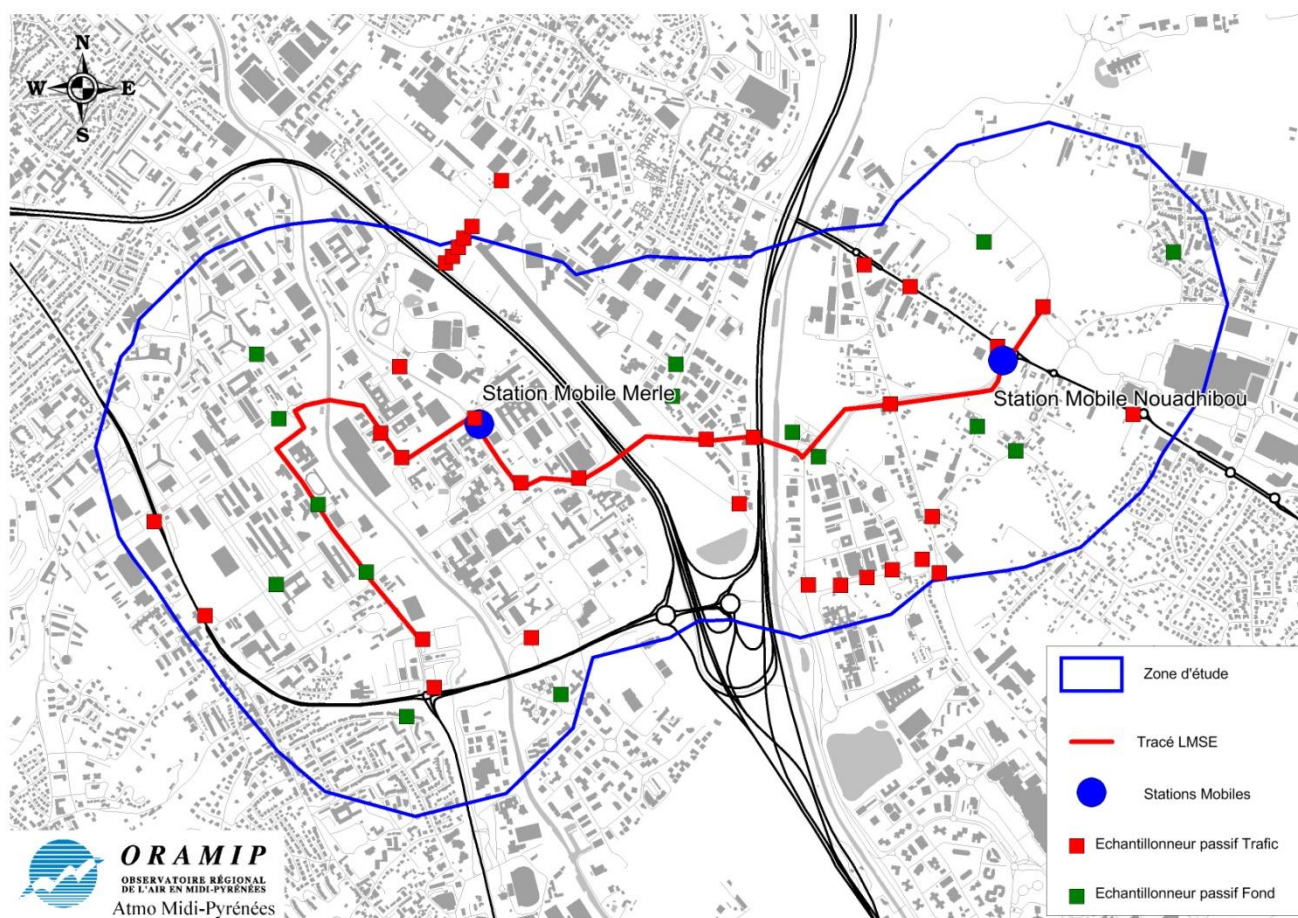 N
W E
S
Station Mobile Merle
Station Mobile Nouadhibou
Zone d'étude
Tracé LMSE
Stations Mobiles
Echantillonneur passif Trafic
Echantillonneur passif Fond
ORAMIP
OBSERVATOIRE RÉGIONAL
DE L'AIR EN MIDI-PYRÉNÉES
Atmo Midi-Pyrénées